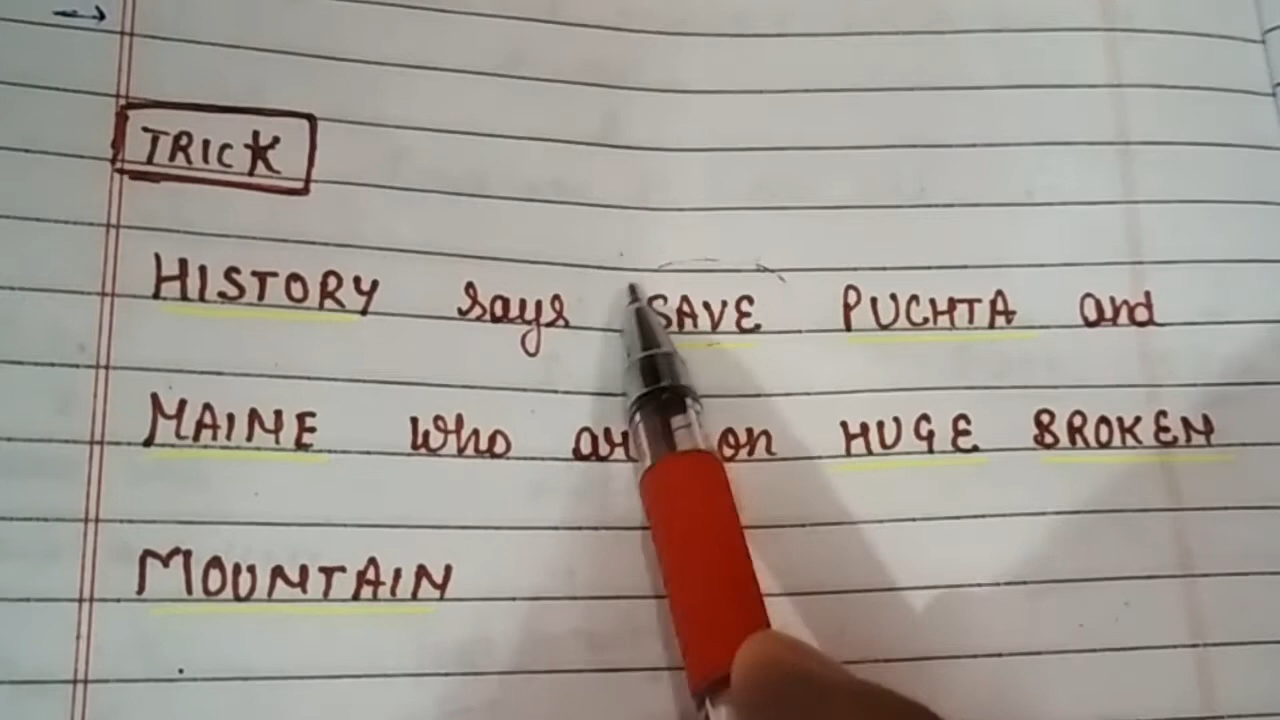 TRICK
HISTORY says SAVE PUCHTA and
MAINE who on HUGE BROKEN
MOUNTAIN